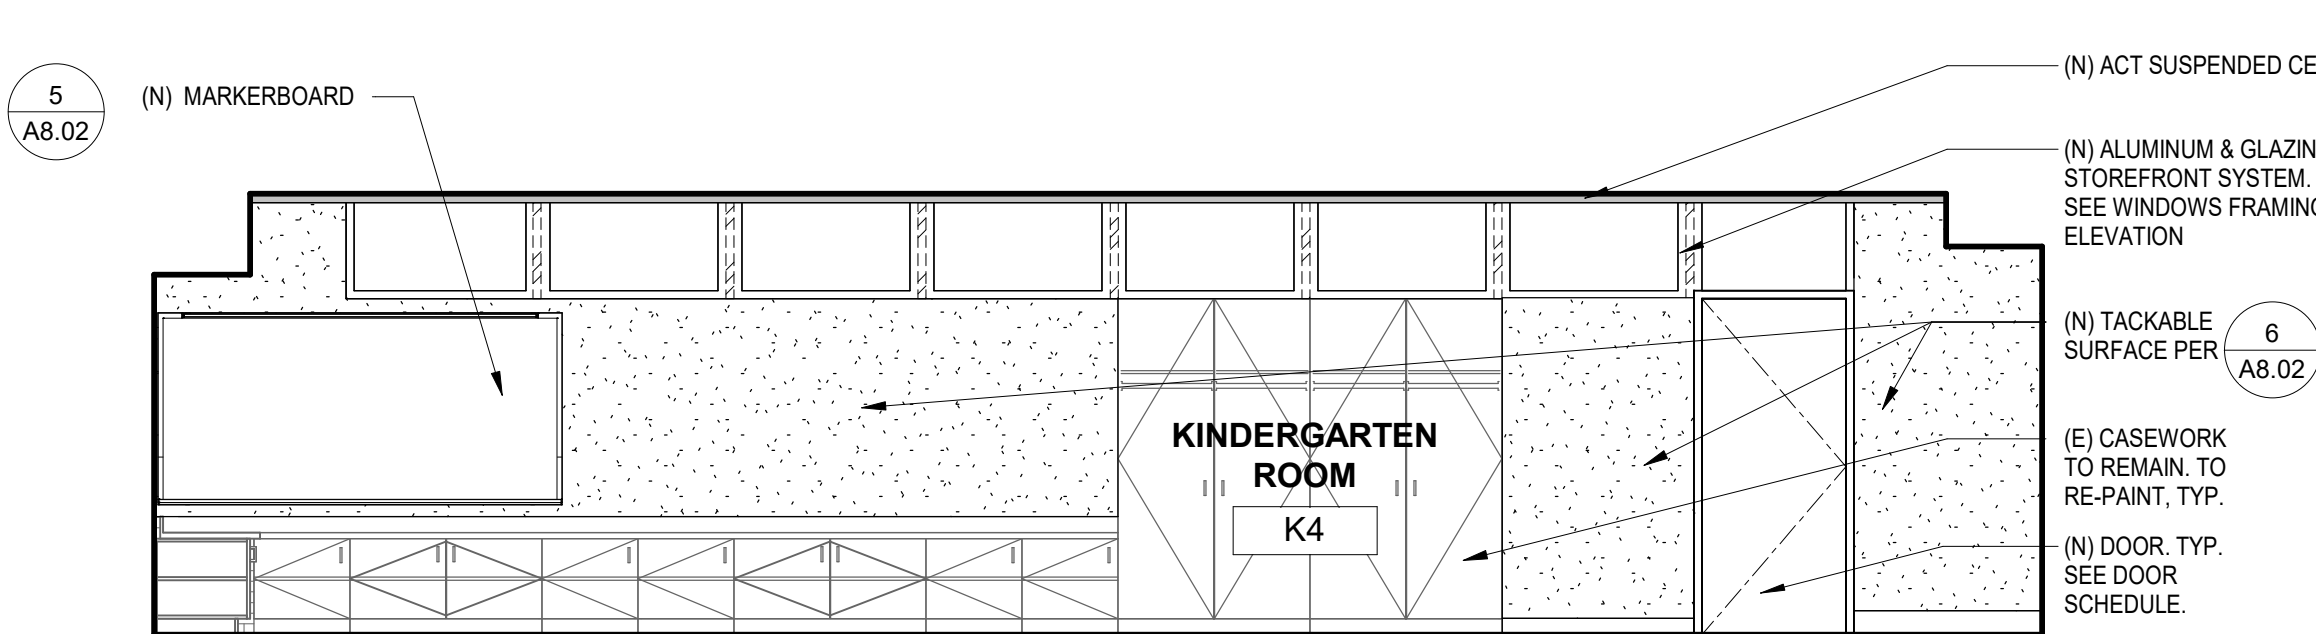 5
A8.02
(N) MARKERBOARD
(N) ACT SUSPENDED CE
(N) ALUMINUM & GLAZIN
STOREFRONT SYSTEM.
SEE WINDOWS FRAMING
ELEVATION
(N) TACKABLE
SURFACE PER
6
A8.02
KINDERGARTEN
ROOM
K4
(E) CASEWORK
TO REMAIN. TO
RE-PAINT, TYP.
(N) DOOR. TYP.
SEE DOOR
SCHEDULE.